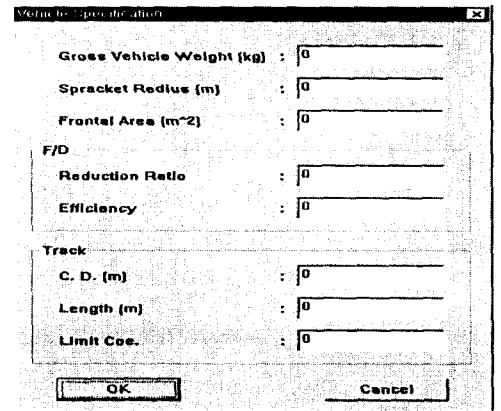 Vehicle Specification
Gross Vehicle Weight (kg) : 0
Spracket Radius (m) : 0
Frontal Area (m^2) : 0
F/D
Reduction Ratio : 0
Efficiency : 0
Track
C. D. (m) : 0
Length (m) : 0
Limit Coe. : 0
OK Cancel